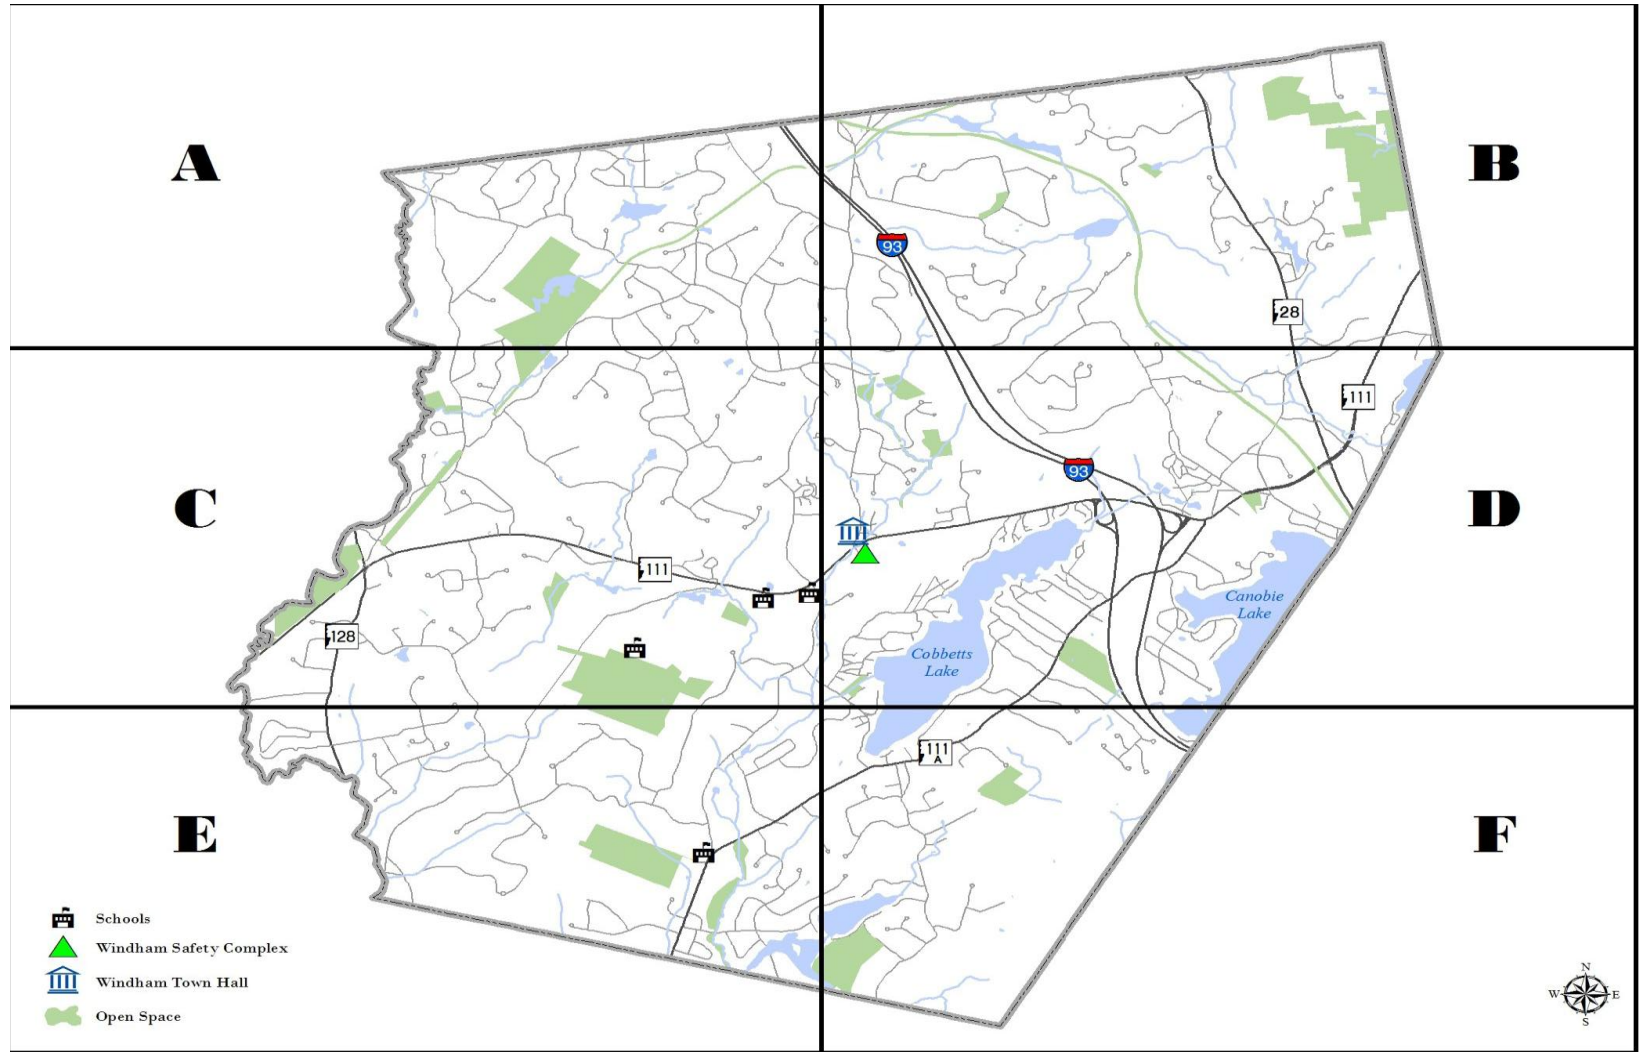 A
B
93
28
111
C
93
D
111
128
Canobie
Lake
Cobbetts
Lake
111
A
E
F
Schools
Windham Safety Complex
Windham Town Hall
Open Space
N
W
E
S